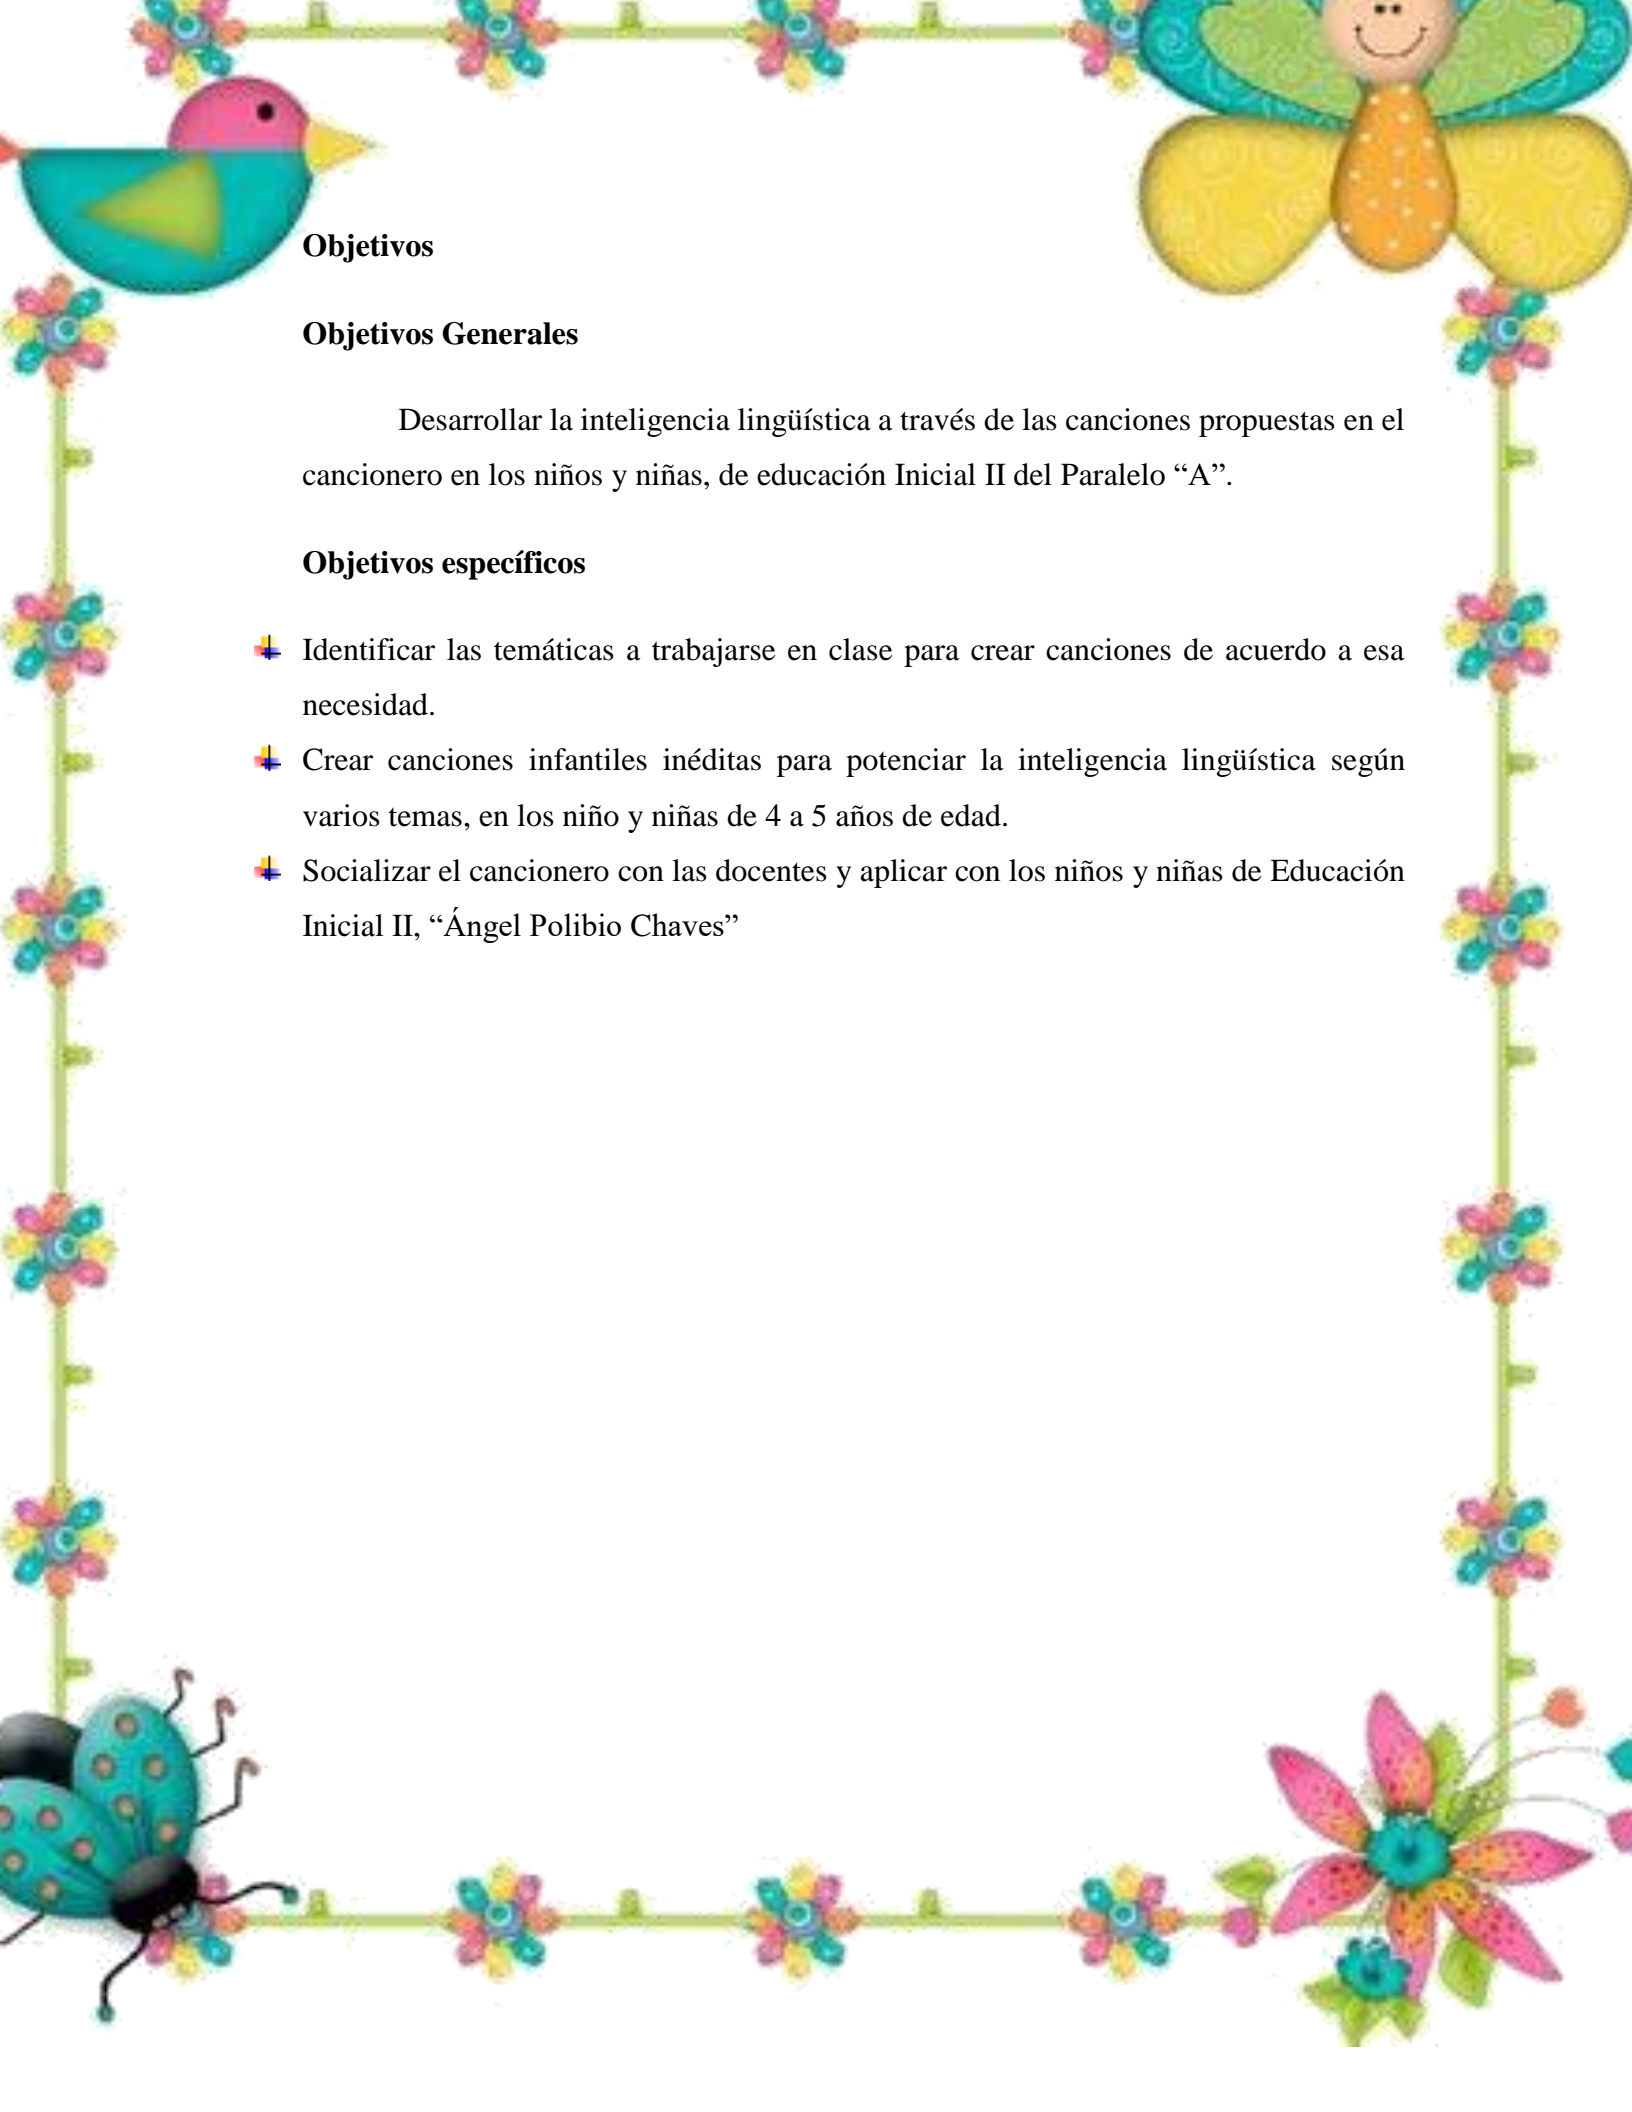 Objetivos
Objetivos Generales
Desarrollar la inteligencia lingüística a través de las canciones propuestas en el
cancionero en los niños y niñas, de educación Inicial II del Paralelo “A”.
Objetivos específicos
Identificar las temáticas a trabajarse en clase para crear canciones de acuerdo a esa
necesidad.
Crear canciones infantiles inéditas para potenciar la inteligencia lingüística según
varios temas, en los niño y niñas de 4 a 5 años de edad.
Socializar el cancionero con las docentes y aplicar con los niños y niñas de Educación
Inicial II, “Ángel Polibio Chaves”